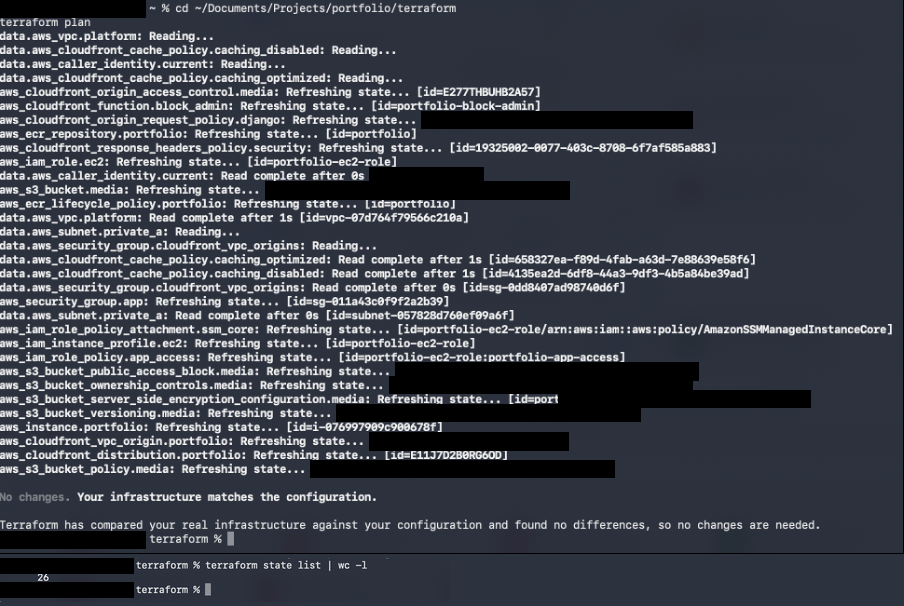 ~ % cd ~/Documents/Projects/portfolio/terraform
terraform plan
data.aws_vpc.platform: Reading...
data.aws_cloudfront_cache_policy.caching_disabled: Reading...
data.aws_caller_identity.current: Reading...
data.aws_cloudfront_cache_policy.caching_optimized: Reading...
aws_cloudfront_origin_access_control.media: Refreshing state... [id=E277THBUHB2A57]
aws_cloudfront_function.block_admin: Refreshing state... [id=portfolio-block-admin]
aws_cloudfront_origin_request_policy.django: Refreshing state...
aws_ecr_repository.portfolio: Refreshing state... [id=portfolio]
aws_cloudfront_response_headers_policy.security: Refreshing state... [id=19325002-0077-403c-8708-6f7af585a883]
aws_iam_role.ec2: Refreshing state... [id=portfolio-ec2-role]
data.aws_caller_identity.current: Read complete after 0s
aws_s3_bucket.media: Refreshing state...
aws_ecr_lifecycle_policy.portfolio: Refreshing state... [id=portfolio]
data.aws_vpc.platform: Read complete after 1s [id=vpc-07d764f79566c210a]
data.aws_subnet.private_a: Reading...
data.aws_security_group.cloudfront_vpc_origins: Reading...
data.aws_cloudfront_cache_policy.caching_optimized: Read complete after 1s [id=658327ea-f89d-4fab-a63d-7e88639e58f6]
data.aws_cloudfront_cache_policy.caching_disabled: Read complete after 1s [id=4135ea2d-6df8-44a3-9df3-4b5a84be39ad]
data.aws_security_group.cloudfront_vpc_origins: Read complete after 0s [id=sg-0dd8407ad98740d6f]
aws_security_group.app: Refreshing state... [id=sg-011a43c0f9f2a2b39]
data.aws_subnet.private_a: Read complete after 0s [id=subnet-057828d760ef09a6f]
aws_iam_role_policy_attachment.ssm_core: Refreshing state... [id=portfolio-ec2-role/arn:aws:iam::aws:policy/AmazonSSMManagedInstanceCore]
aws_iam_instance_profile.ec2: Refreshing state... [id=portfolio-ec2-role]
aws_iam_role_policy.app_access: Refreshing state... [id=portfolio-ec2-role:portfolio-app-access]
aws_s3_bucket_public_access_block.media: Refreshing state...
aws_s3_bucket_ownership_controls.media: Refreshing state...
aws_s3_bucket_server_side_encryption_configuration.media: Refreshing state... [id=port
aws_s3_bucket_versioning.media: Refreshing state...
aws_instance.portfolio: Refreshing state... [id=i-076997909c900678f]
aws_cloudfront_vpc_origin.portfolio: Refreshing state...
aws_cloudfront_distribution.portfolio: Refreshing state... [id=E11J7D2B0RG6OD]
aws_s3_bucket_policy.media: Refreshing state...
No changes. Your infrastructure matches the configuration.
Terraform has compared your real infrastructure against your configuration and found no differences, so no changes are needed.
terraform %
terraform % terraform state list | wc -l
26
terraform %